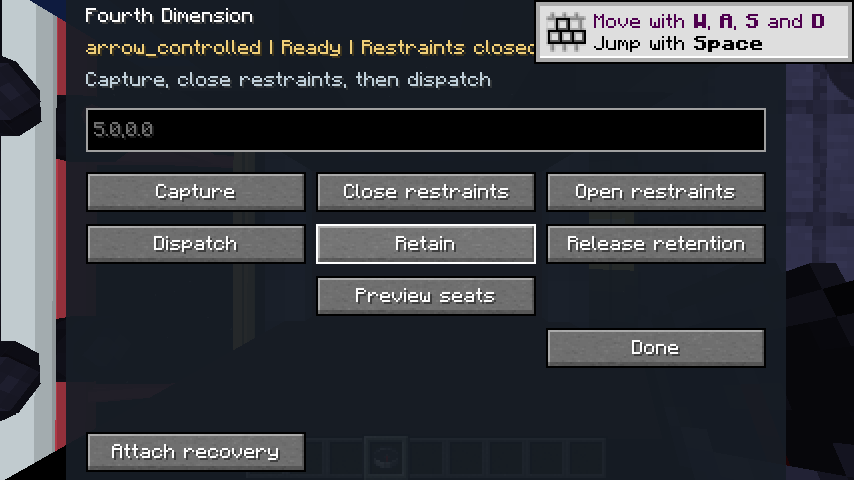 Fourth Dimension
arrow_controlled | Ready | Restraints closed
Move with W, A, S and D
Jump with Space
Capture, close restraints, then dispatch
5.0,0.0
Capture
Close restraints
Open restraints
Dispatch
Retain
Release retention
Preview seats
Done
Attach recovery